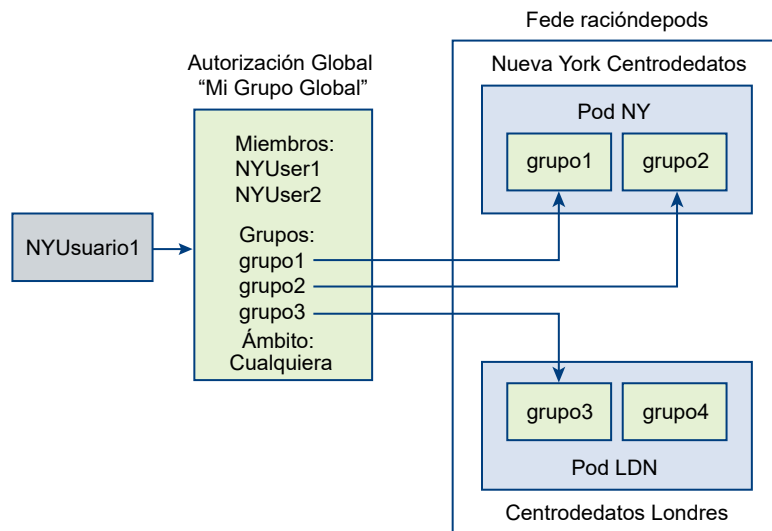 Fede racióndepods
Autorización Global
“Mi Grupo Global”
Nueva York Centrodedatos
Pod NY
grupo1
grupo2
Miembros:
NYUser1
NYUser2
NYUsuario1
Grupos:
grupo1
grupo2
grupo3
Ámbito:
Cualquiera
grupo3
grupo4
Pod LDN
Centrodedatos Londres